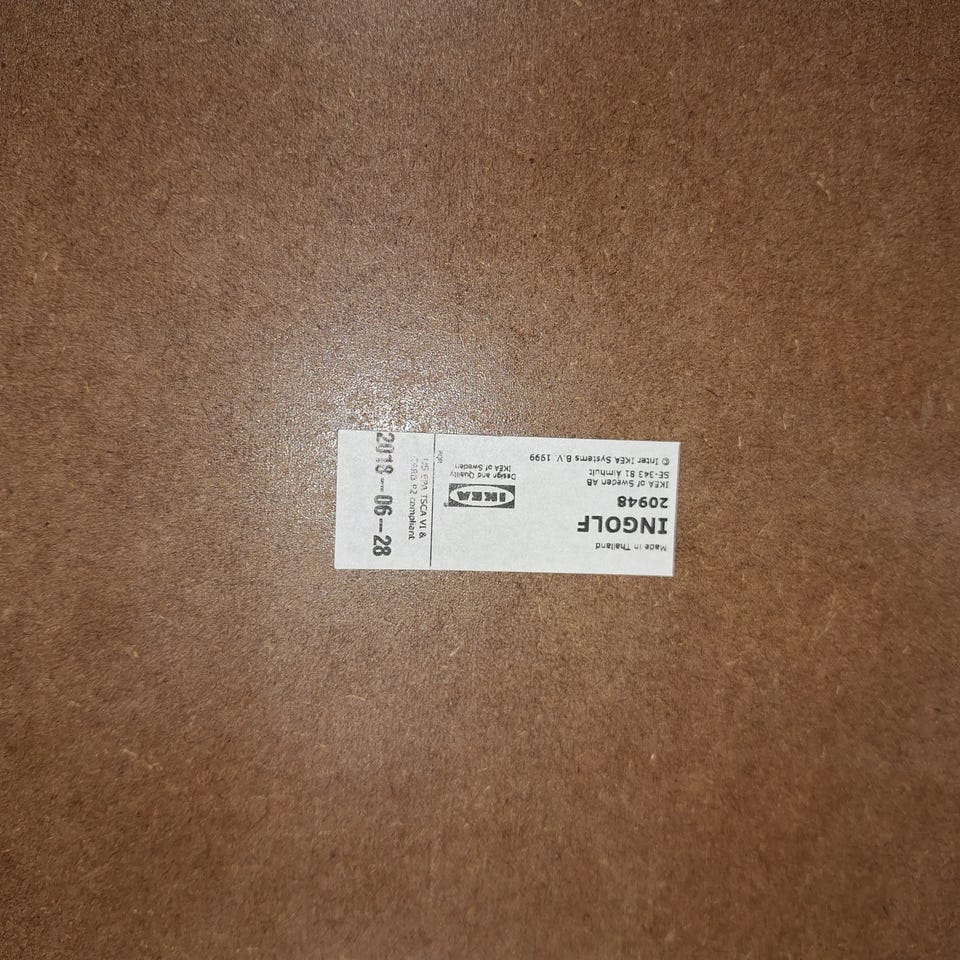 Made in Thailand
INGOLF
20948
IKEA of Sweden AB
SE-343 81 Älmhult
© Inter IKEA Systems B.V. 1999
IKEA
Design and Quality
IKEA of Sweden
US EPA TSCA VI &
CARB P2 compliant
2018-06-28